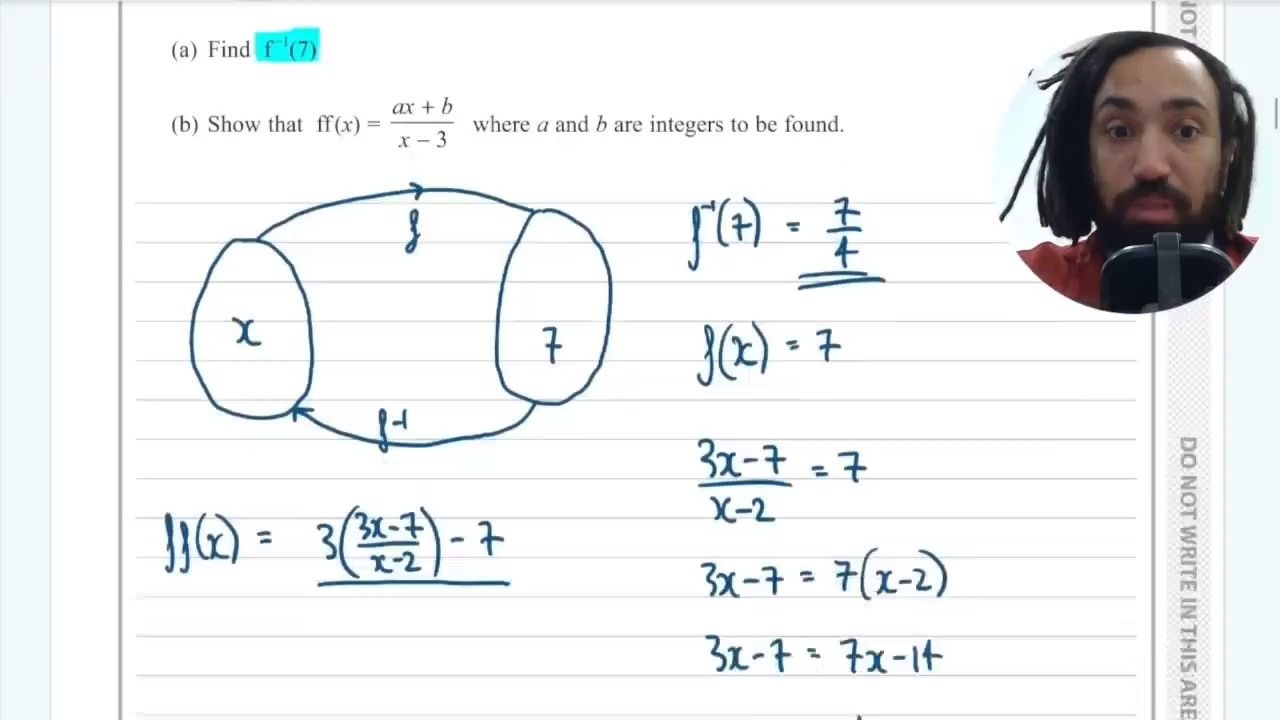 (a) Find f⁻¹(7)
(b) Show that ff(x) = (ax + b)/(x − 3) where a and b are integers to be found.
f
x
7
f⁻¹
ff(x) = 3((3x−7)/(x−2)) − 7
f⁻¹(7) = 7/4
f(x) = 7
(3x−7)/(x−2) = 7
3x−7 = 7(x−2)
3x−7 = 7x−14
NOT
DO NOT WRITE IN THIS ARE